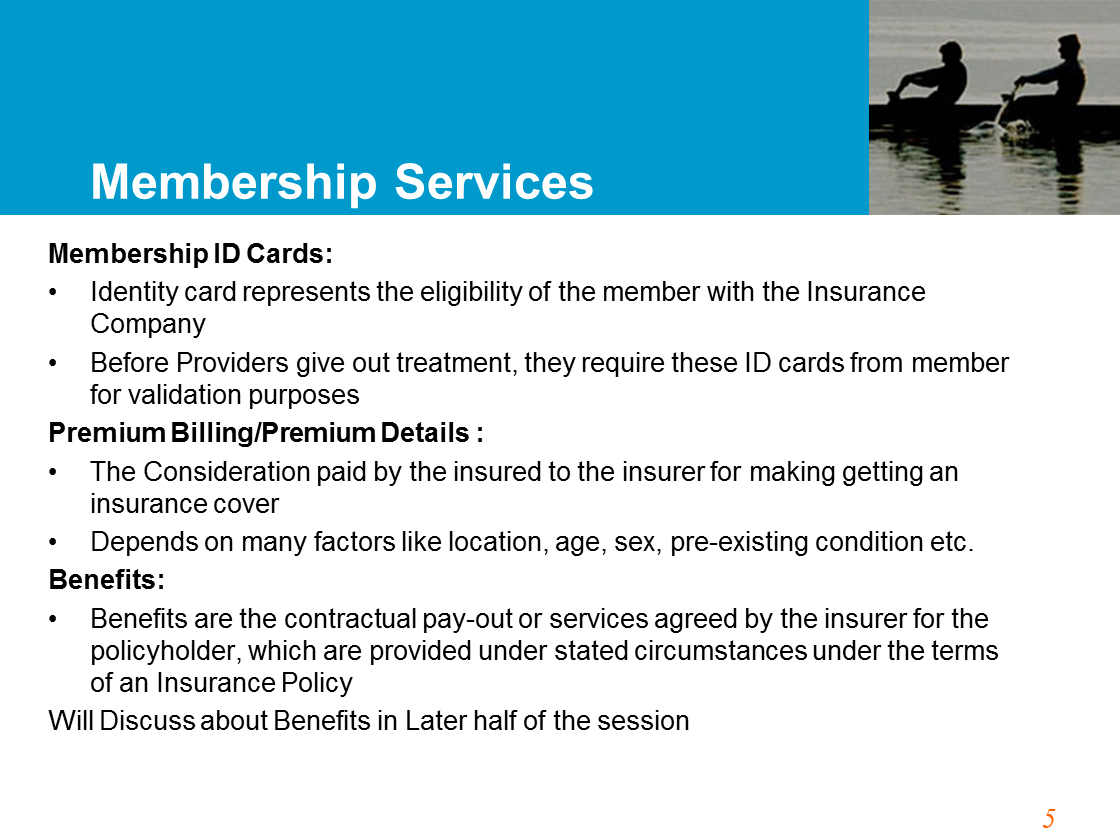 Membership Services
Membership ID Cards:
• Identity card represents the eligibility of the member with the Insurance
Company
• Before Providers give out treatment, they require these ID cards from member
for validation purposes
Premium Billing/Premium Details :
• The Consideration paid by the insured to the insurer for making getting an
insurance cover
• Depends on many factors like location, age, sex, pre-existing condition etc.
Benefits:
• Benefits are the contractual pay-out or services agreed by the insurer for the
policyholder, which are provided under stated circumstances under the terms
of an Insurance Policy
Will Discuss about Benefits in Later half of the session
5